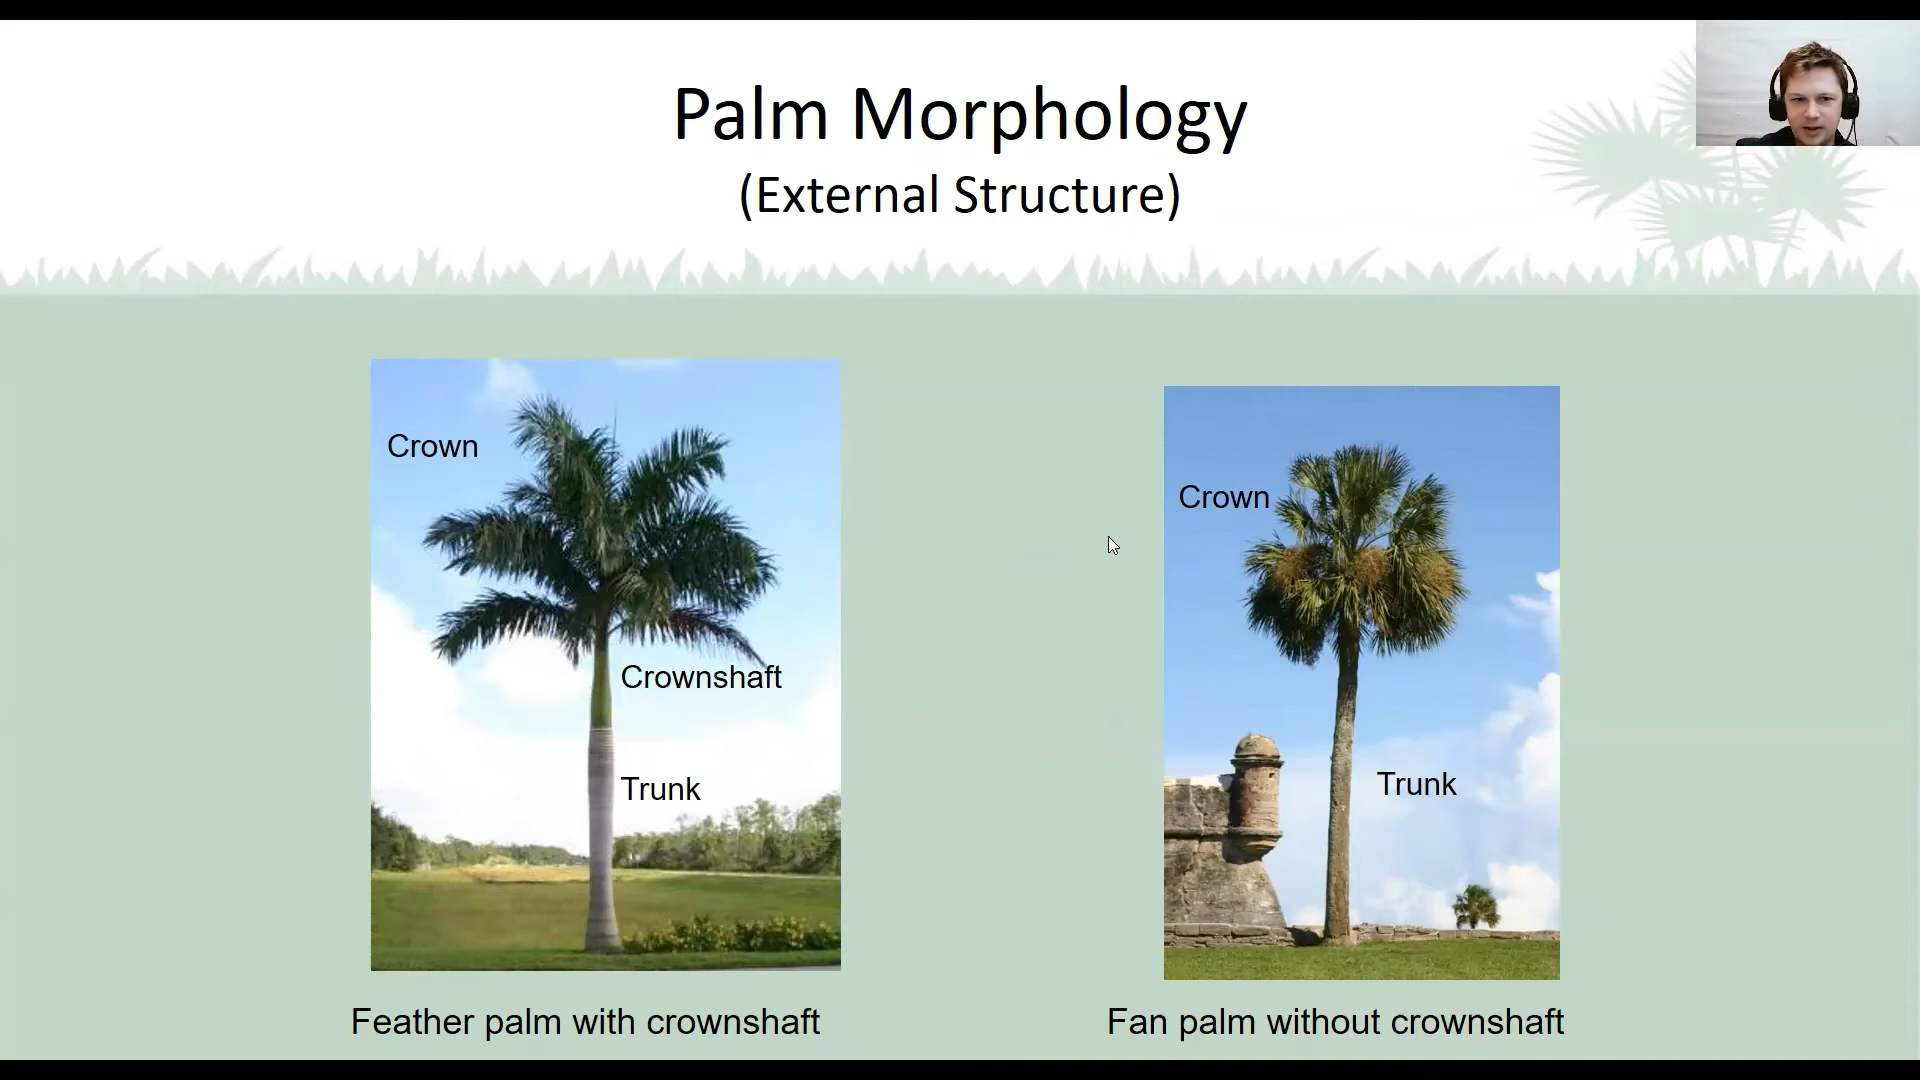 Palm Morphology
(External Structure)
Crown
Crownshaft
Trunk
Feather palm with crownshaft
Crown
Trunk
Fan palm without crownshaft